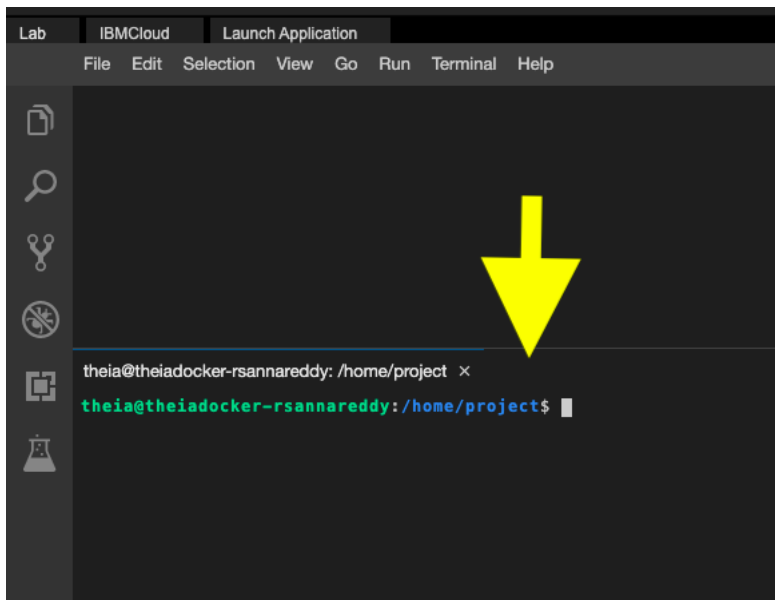 Lab IBMCloud Launch Application
File Edit Selection View Go Run Terminal Help
theia@theiadocker-rsannareddy: /home/project ×
theia@theiadocker-rsannareddy:/home/project$